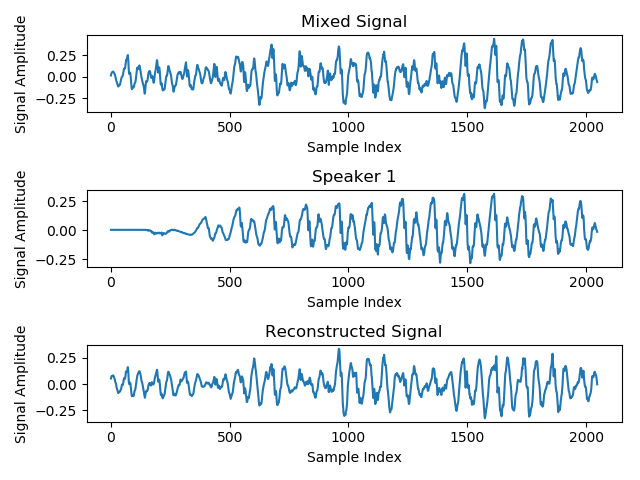 Mixed Signal
Signal Amplitude
0.25
0.00
−0.25
0 500 1000 1500 2000
Sample Index
Speaker 1
Signal Amplitude
0.25
0.00
−0.25
0 500 1000 1500 2000
Sample Index
Reconstructed Signal
Signal Amplitude
0.25
0.00
−0.25
0 500 1000 1500 2000
Sample Index